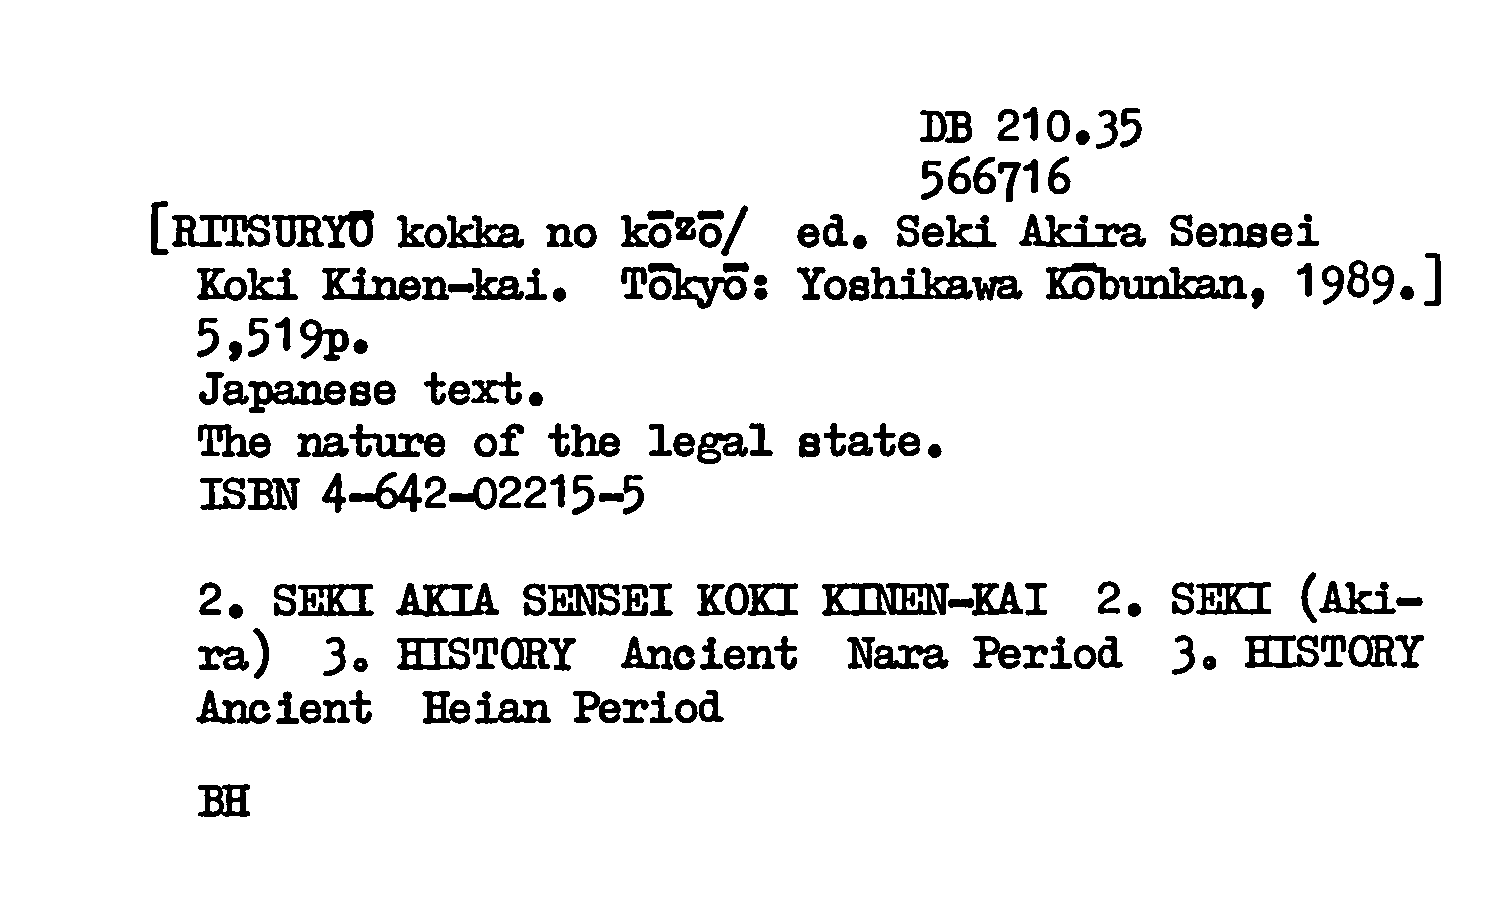 DB 210.35
566716
[RITSURYŌ kokka no kōzō/ ed. Seki Akira Sensei
Koki Kinen-kai. Tōkyō: Yoshikawa Kōbunkan, 1989.]
5,519p.
Japanese text.
The nature of the legal state.
ISBN 4-642-02215-5
2. SEKI AKIA SENSEI KOKI KINEN-KAI 2. SEKI (Aki-
ra) 3. HISTORY Ancient Nara Period 3. HISTORY
Ancient Heian Period
BH